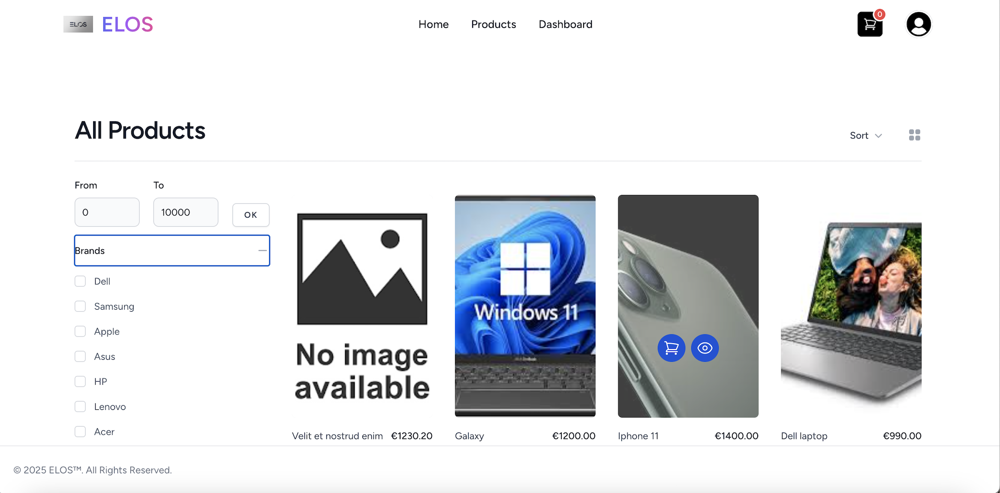 ELOS ELOS Home Products Dashboard 0
All Products Sort
From To
0 10000 OK
Brands
Dell
Samsung
Apple
Asus
HP
Lenovo
Acer
No image
available
Windows 11
Velit et nostrud enim €1230.20 Galaxy €1200.00 Iphone 11 €1400.00 Dell laptop €990.00
© 2025 ELOS™. All Rights Reserved.